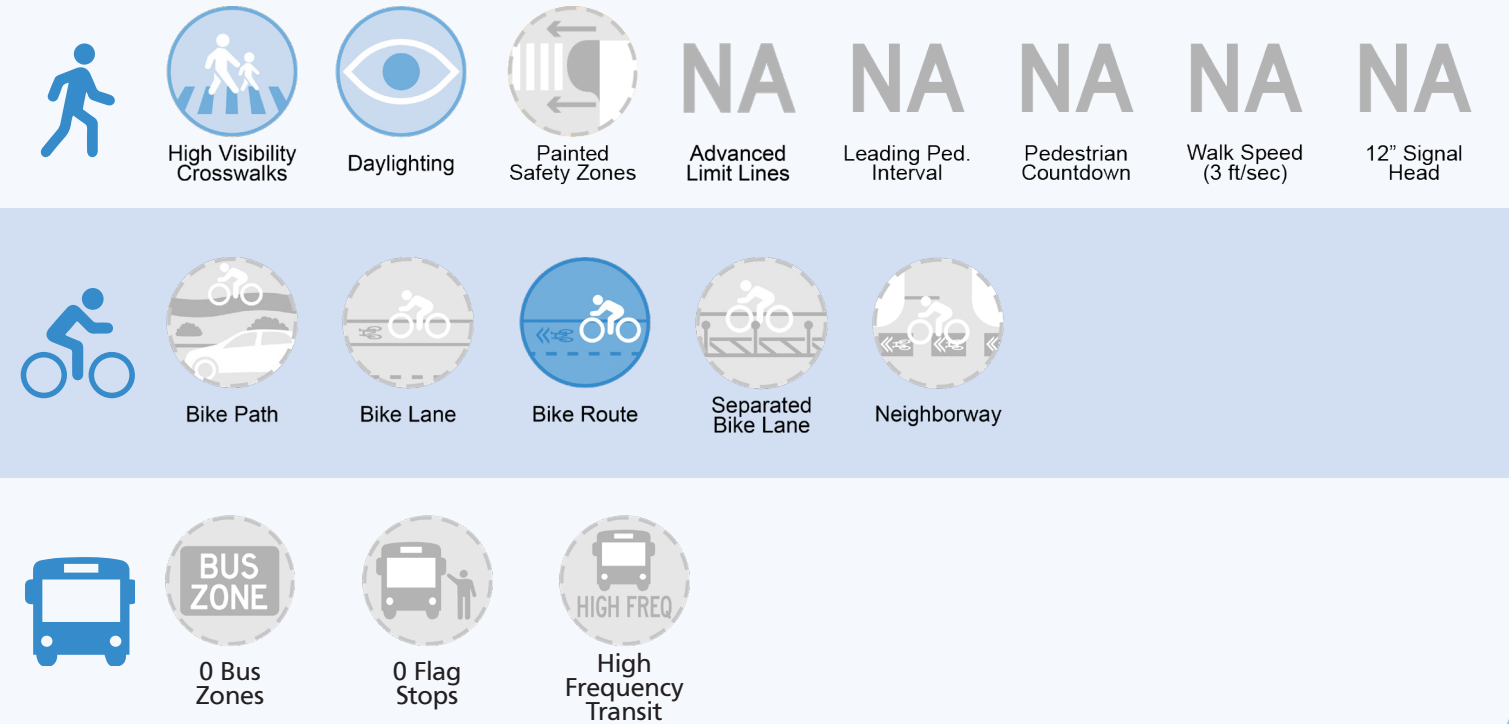 NA NA NA NA NA
High Visibility
Crosswalks
Daylighting
Painted
Safety Zones
Advanced
Limit Lines
Leading Ped.
Interval
Pedestrian
Countdown
Walk Speed
(3 ft/sec)
12” Signal
Head
Bike Path
Bike Lane
Bike Route
Separated
Bike Lane
Neighborway
BUS
ZONE
HIGH FREQ
0 Bus
Zones
0 Flag
Stops
High
Frequency
Transit